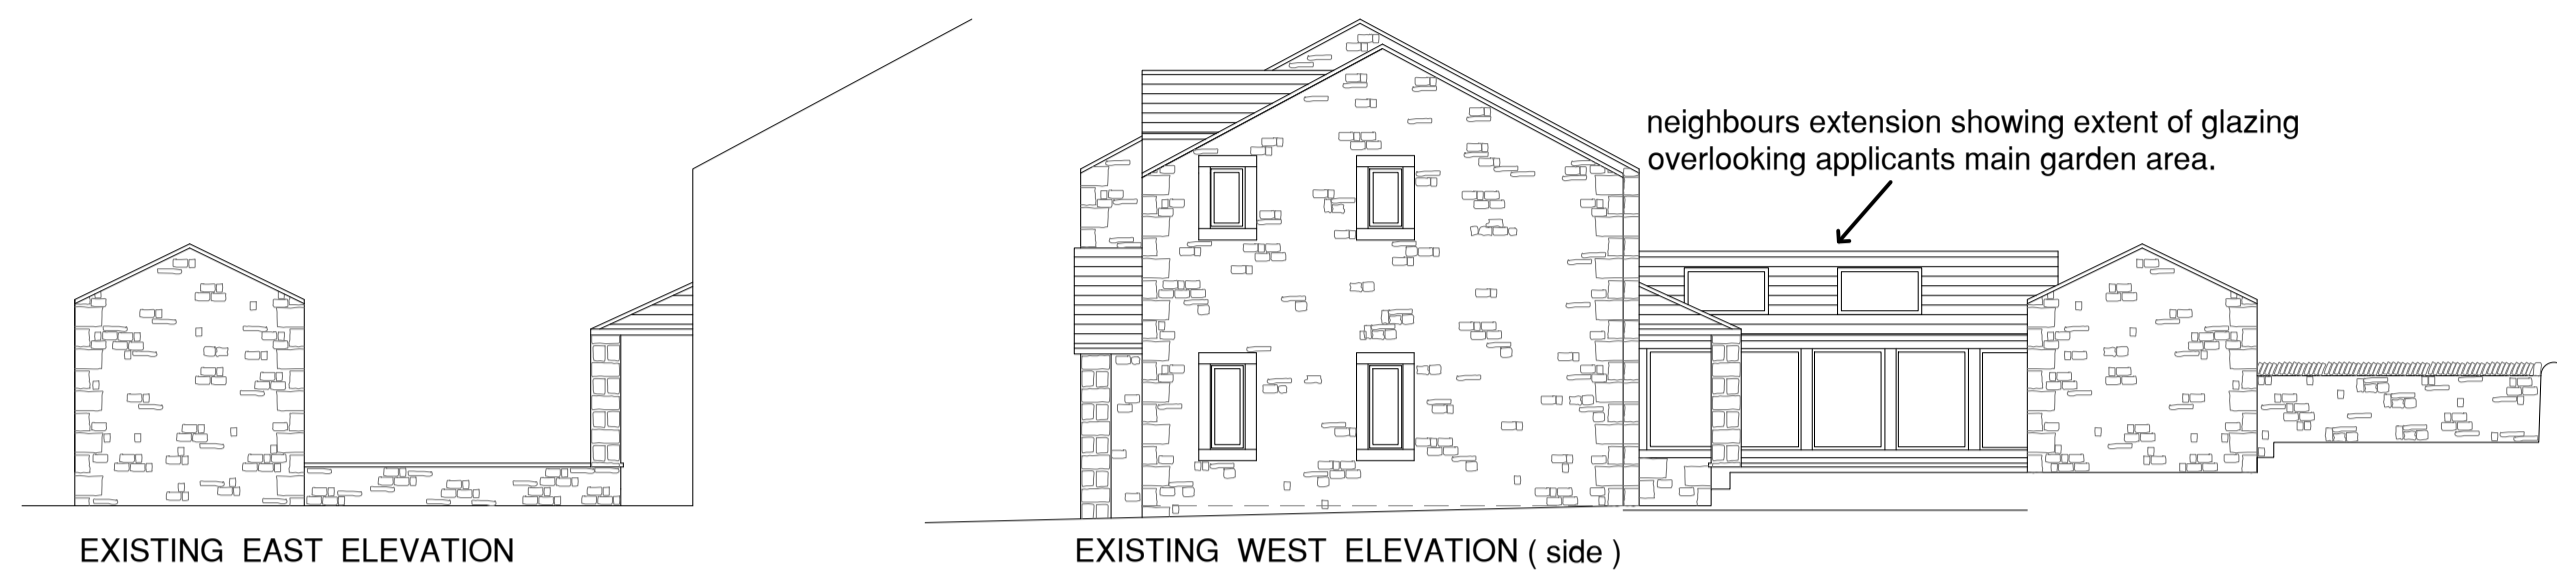 neighbours extension showing extent of glazing
overlooking applicants main garden area.
EXISTING EAST ELEVATION
EXISTING WEST ELEVATION ( side )